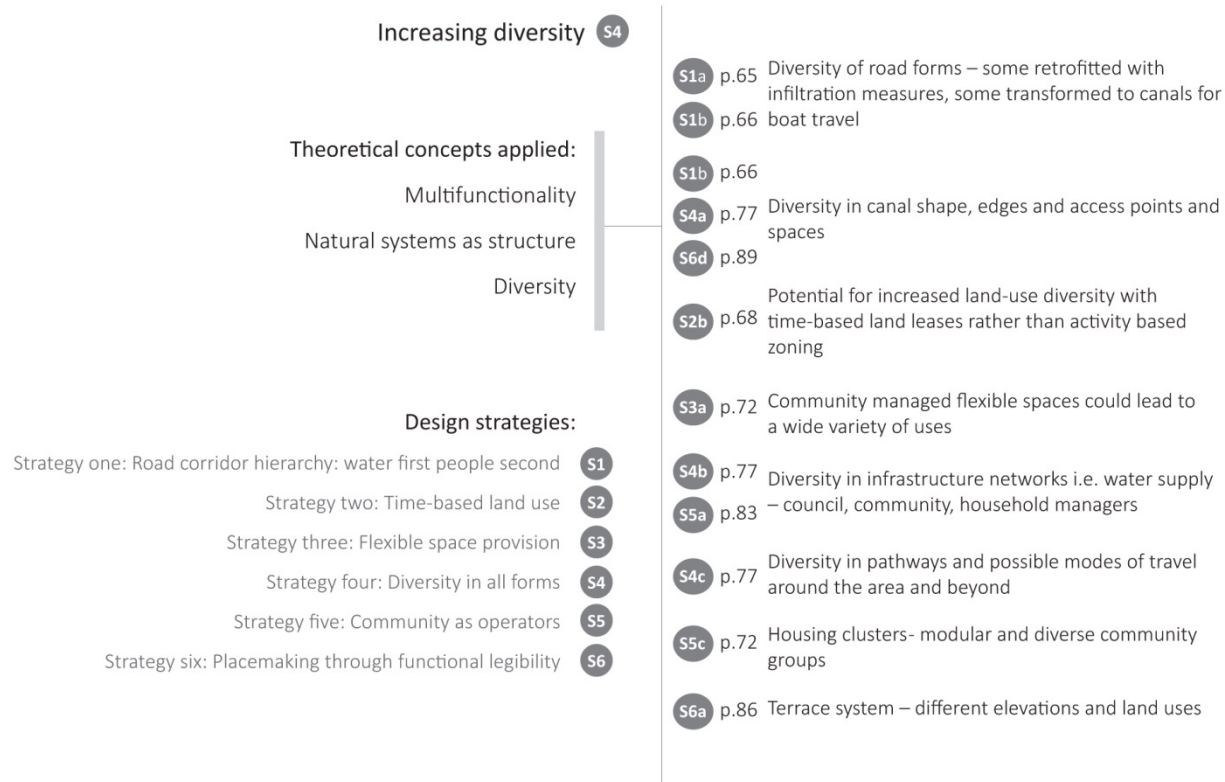 Increasing diversity S4
Theoretical concepts applied:
Multifunctionality
Natural systems as structure
Diversity
Design strategies:
Strategy one: Road corridor hierarchy: water first people second S1
Strategy two: Time-based land use S2
Strategy three: Flexible space provision S3
Strategy four: Diversity in all forms S4
Strategy five: Community as operators S5
Strategy six: Placemaking through functional legibility S6
S1a p.65 Diversity of road forms – some retrofitted with
infiltration measures, some transformed to canals for
S1b p.66 boat travel
S1b p.66
S4a p.77 Diversity in canal shape, edges and access points and
spaces
S6d p.89
Potential for increased land-use diversity with
S2b p.68 time-based land leases rather than activity based
zoning
S3a p.72 Community managed flexible spaces could lead to
a wide variety of uses
S4b p.77 Diversity in infrastructure networks i.e. water supply
S5a p.83 – council, community, household managers
S4c p.77 Diversity in pathways and possible modes of travel
around the area and beyond
S5c p.72 Housing clusters- modular and diverse community
groups
S6a p.86 Terrace system – different elevations and land uses